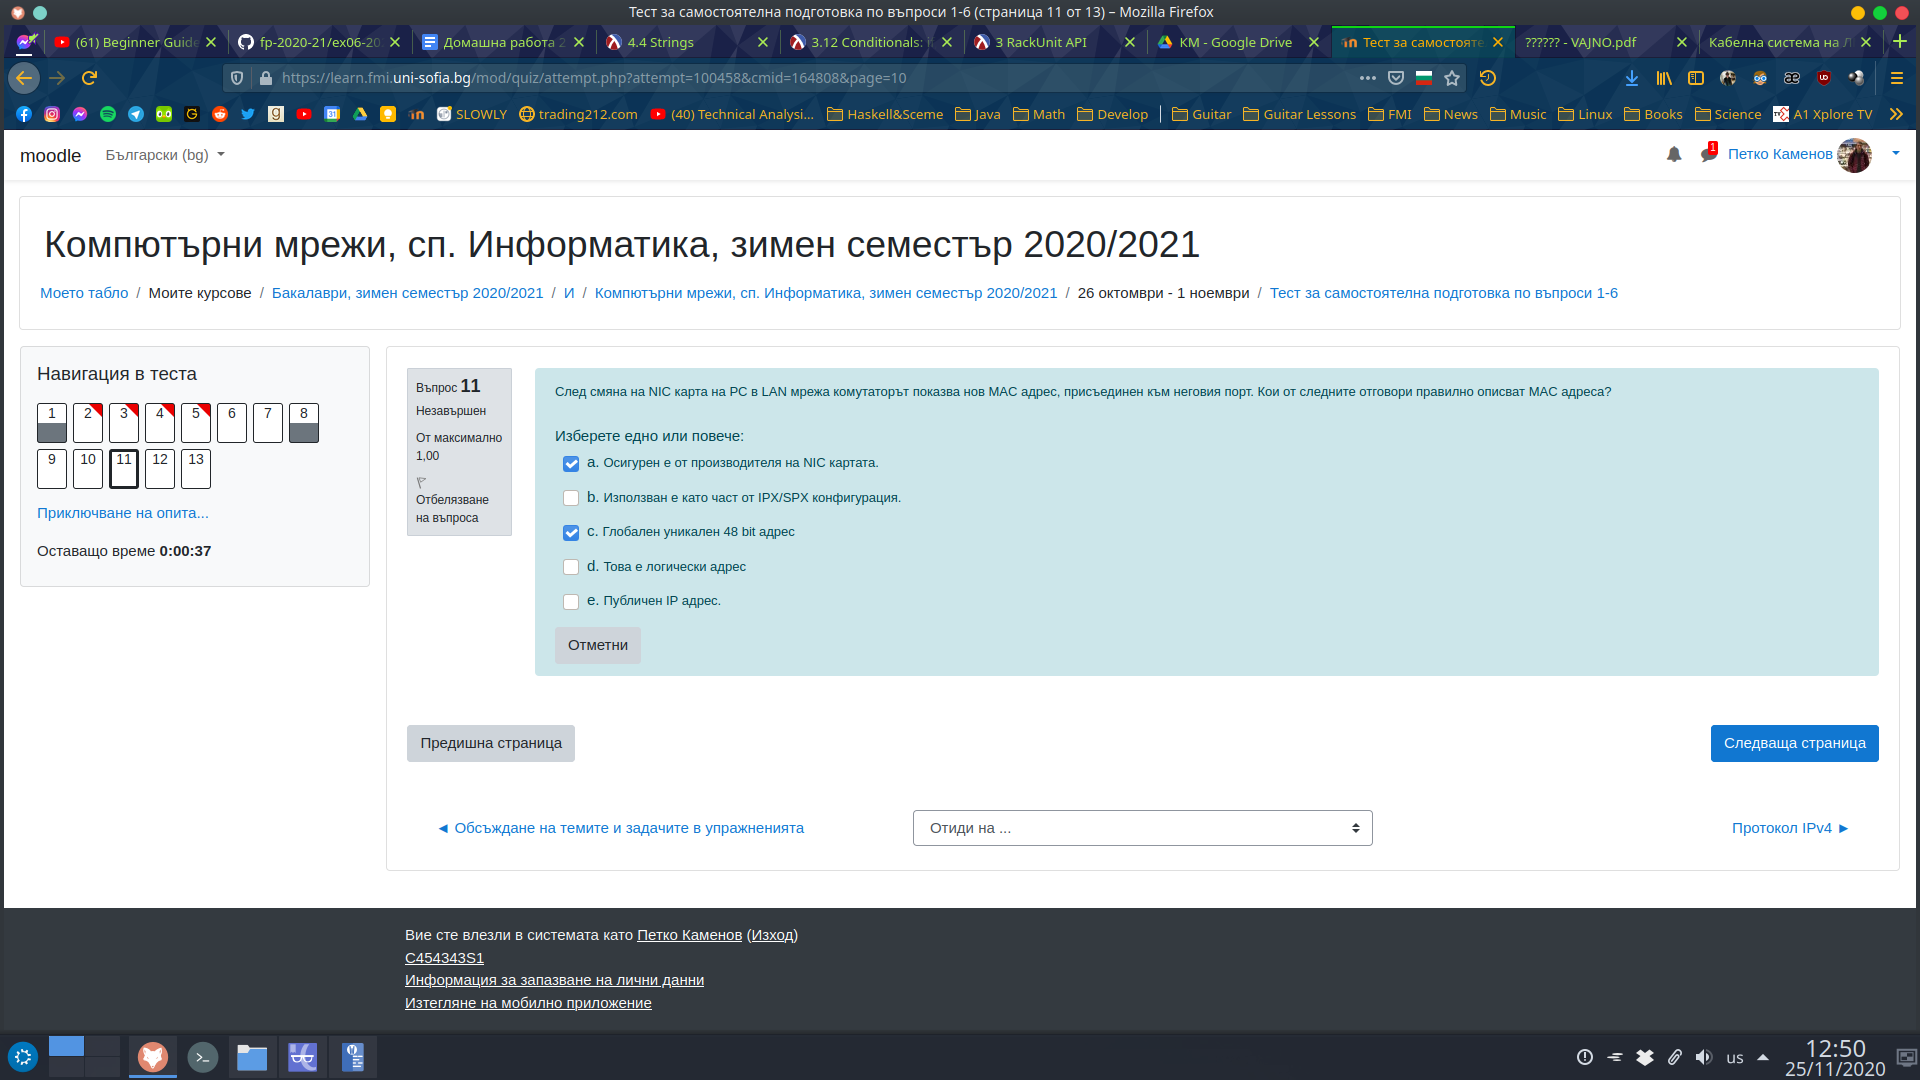 Тест за самостоятелна подготовка по въпроси 1-6 (страница 11 от 13) – Mozilla Firefox
(61) Beginner Guide
fp-2020-21/ex06-20
Домашна работа 2
4.4 Strings
3.12 Conditionals: i
3 RackUnit API
КМ - Google Drive
Тест за самостояте
?????? - VAJNO.pdf
Кабелна система на Л
https://learn.fmi.uni-sofia.bg/mod/quiz/attempt.php?attempt=100458&cmid=164808&page=10
SLOWLY
trading212.com
(40) Technical Analysi...
Haskell&Sceme
Java
Math
Develop
Guitar
Guitar Lessons
FMI
News
Music
Linux
Books
Science
A1 Xplore TV
moodle
Български (bg)
1
Петко Каменов
Компютърни мрежи, сп. Информатика, зимен семестър 2020/2021
Моето табло / Моите курсове / Бакалаври, зимен семестър 2020/2021 / И / Компютърни мрежи, сп. Информатика, зимен семестър 2020/2021 / 26 октомври - 1 ноември / Тест за самостоятелна подготовка по въпроси 1-6
Навигация в теста
1 2 3 4 5 6 7 8
9 10 11 12 13
Приключване на опита...
Оставащо време 0:00:37
Въпрос 11
Незавършен
От максимално
1,00
Отбелязване
на въпроса
След смяна на NIC карта на PC в LAN мрежа комутаторът показва нов MAC адрес, присъединен към неговия порт. Кои от следните отговори правилно описват MAC адреса?
Изберете едно или повече:
a. Осигурен е от производителя на NIC картата.
b. Използван е като част от IPX/SPX конфигурация.
c. Глобален уникален 48 bit адрес
d. Това е логически адрес
e. Публичен IP адрес.
Отметни
Предишна страница
Следваща страница
◄ Обсъждане на темите и задачите в упражненията
Отиди на ...
Протокол IPv4 ►
Вие сте влезли в системата като Петко Каменов (Изход)
C454343S1
Информация за запазване на лични данни
Изтегляне на мобилно приложение
us
12:50
25/11/2020